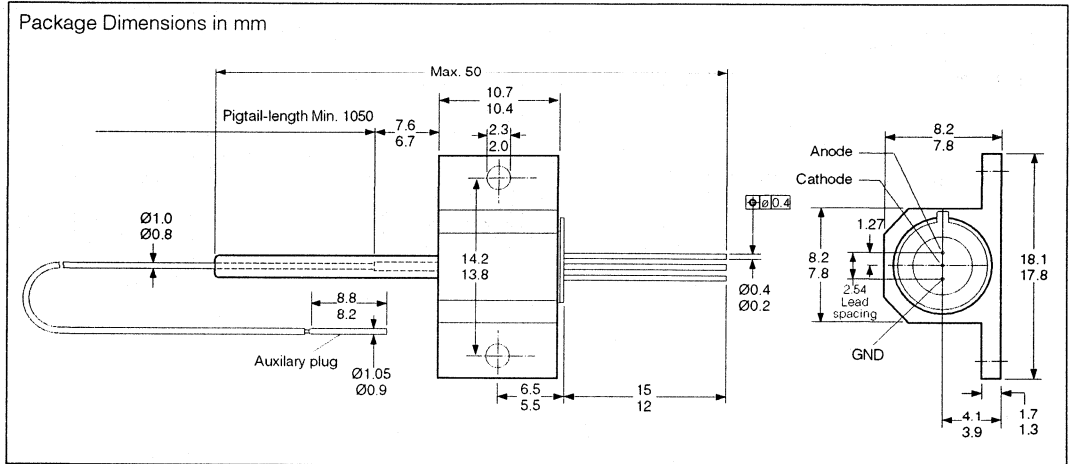 Package Dimensions in mm
Max. 50
10.7
10.4
Pigtail-length Min. 1050
7.6
6.7
2.3
2.0
8.2
7.8
Anode
Cathode
⌖ ø 0.4
1.27
Ø1.0
Ø0.8
14.2
13.8
8.2
7.8
18.1
17.8
8.8
8.2
Ø0.4
Ø0.2
2.54
Lead
spacing
Auxilary plug
GND
Ø1.05
Ø0.9
6.5
5.5
15
12
4.1
3.9
1.7
1.3